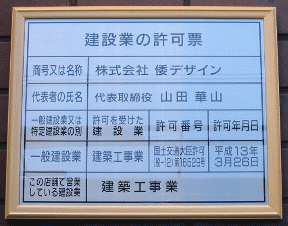 建設業の許可票
商号又は名称 株式会社 倭デザイン
代表者の氏名 代表取締役 山田 華山
一般建設業又は
特定建設業の別
許可を受けた
建設業
許可番号 許可年月日
一般建設業 建築工事業
国土交通大臣許可
(般-12)第18529号
平成13年
3月26日
この店舗で営業
している建設業
建築工事業